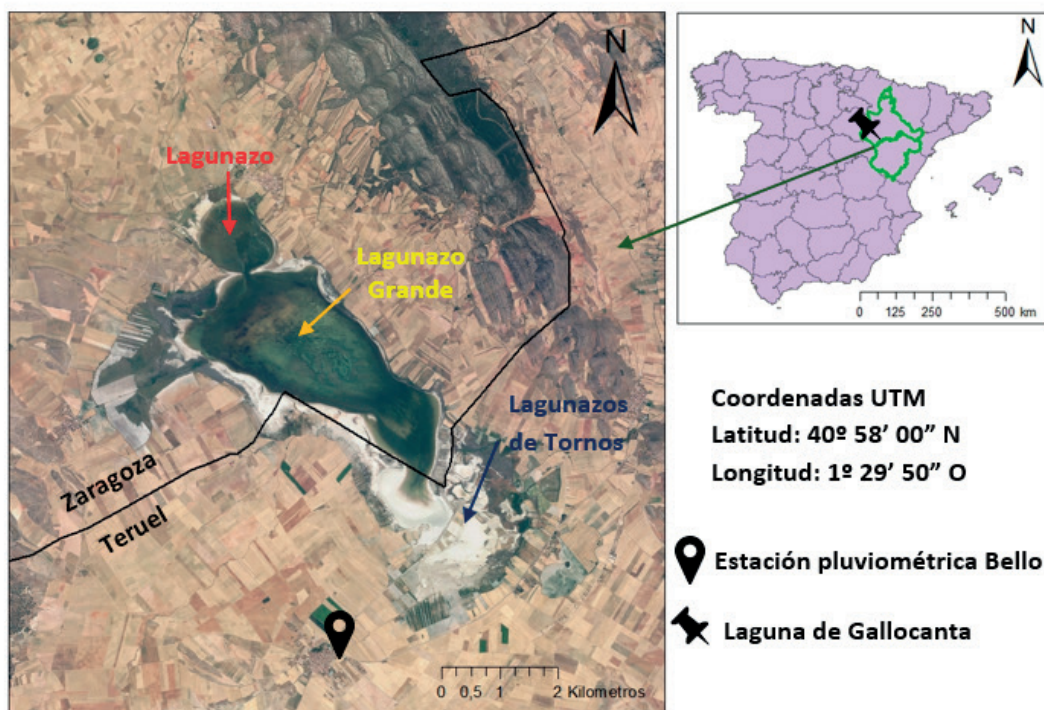 N
Lagunazo
Lagunazo
Grande
Lagunazos
de Tornos
Zaragoza
Teruel
0 0,5 1 2 Kilometros
N
0 125 250 500 km
Coordenadas UTM
Latitud: 40º 58’ 00” N
Longitud: 1º 29’ 50” O
Estación pluviométrica Bello
Laguna de Gallocanta